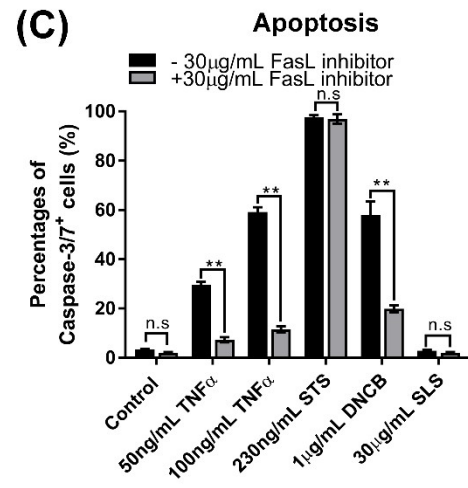 (C)
Apoptosis
- 30μg/mL FasL inhibitor
+30μg/mL FasL inhibitor
Percentages of
Caspase-3/7⁺ cells (%)
100
80
60
40
20
0
n.s
**
**
n.s
**
n.s
Control
50ng/mL TNFα
100ng/mL TNFα
230ng/mL STS
1μg/mL DNCB
30μg/mL SLS